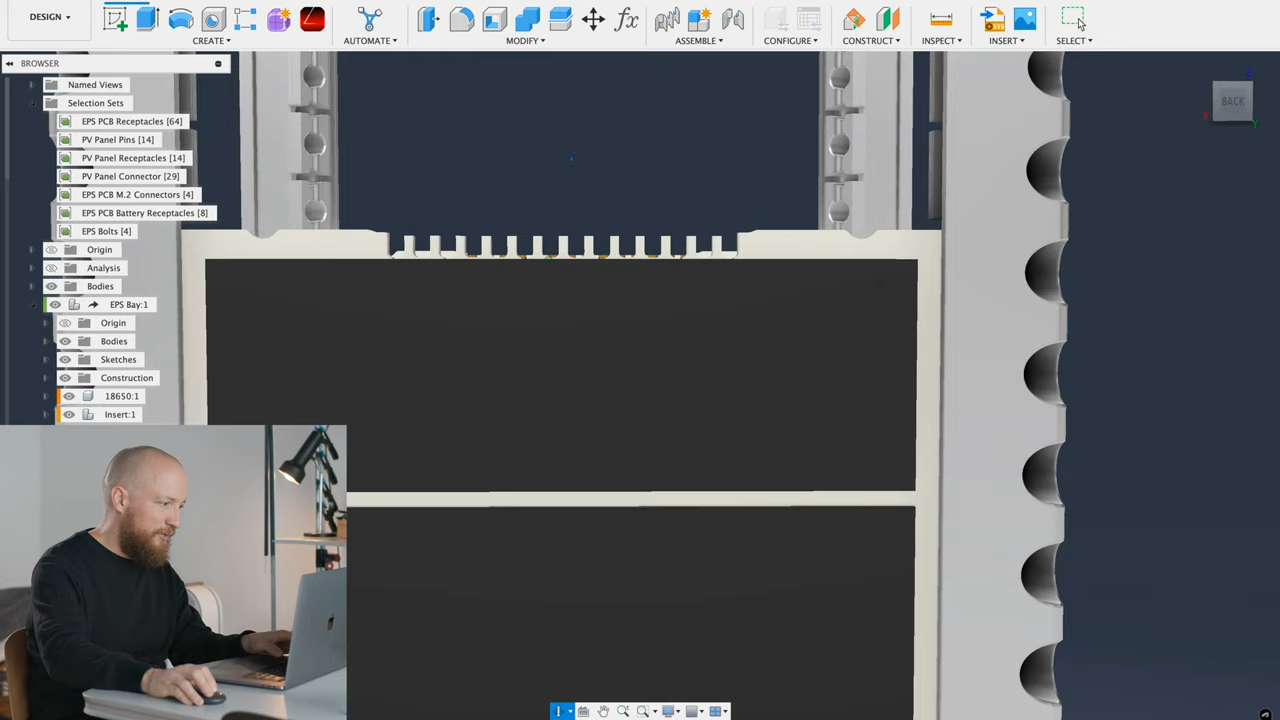 DESIGN ▾
CREATE ▾
AUTOMATE ▾
MODIFY ▾
ASSEMBLE ▾
CONFIGURE ▾
CONSTRUCT ▾
INSPECT ▾
INSERT ▾
SELECT ▾
BROWSER
Named Views
Selection Sets
EPS PCB Receptacles [64]
PV Panel Pins [14]
PV Panel Receptacles [14]
PV Panel Connector [29]
EPS PCB M.2 Connectors [4]
EPS PCB Battery Receptacles [8]
EPS Bolts [4]
Origin
Analysis
Bodies
EPS Bay:1
Origin
Bodies
Sketches
Construction
18650:1
Insert:1
BACK
Z
X
Y
fx
SVG